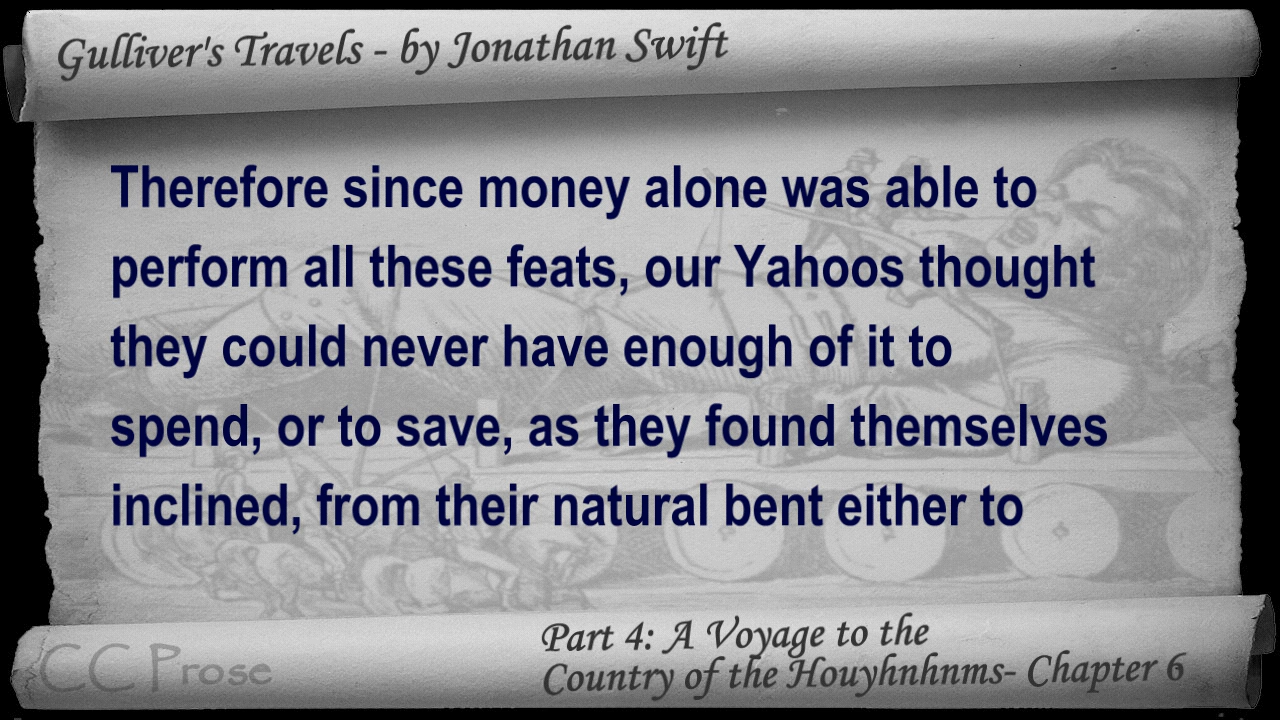 Gulliver's Travels - by Jonathan Swift
Therefore since money alone was able to
perform all these feats, our Yahoos thought
they could never have enough of it to
spend, or to save, as they found themselves
inclined, from their natural bent either to
Part 4: A Voyage to the
Country of the Houyhnhnms- Chapter 6
CC Prose